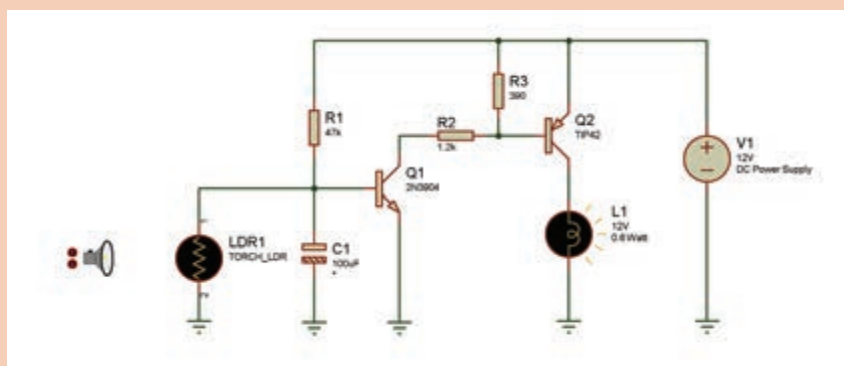 R1
47k
R2
1.2k
R3
390
Q1
2N3904
Q2
TIP42
V1
12V
DC Power Supply
L1
12V
0.6 Watt
LDR1
TORCH_LDR
C1
100uF
+